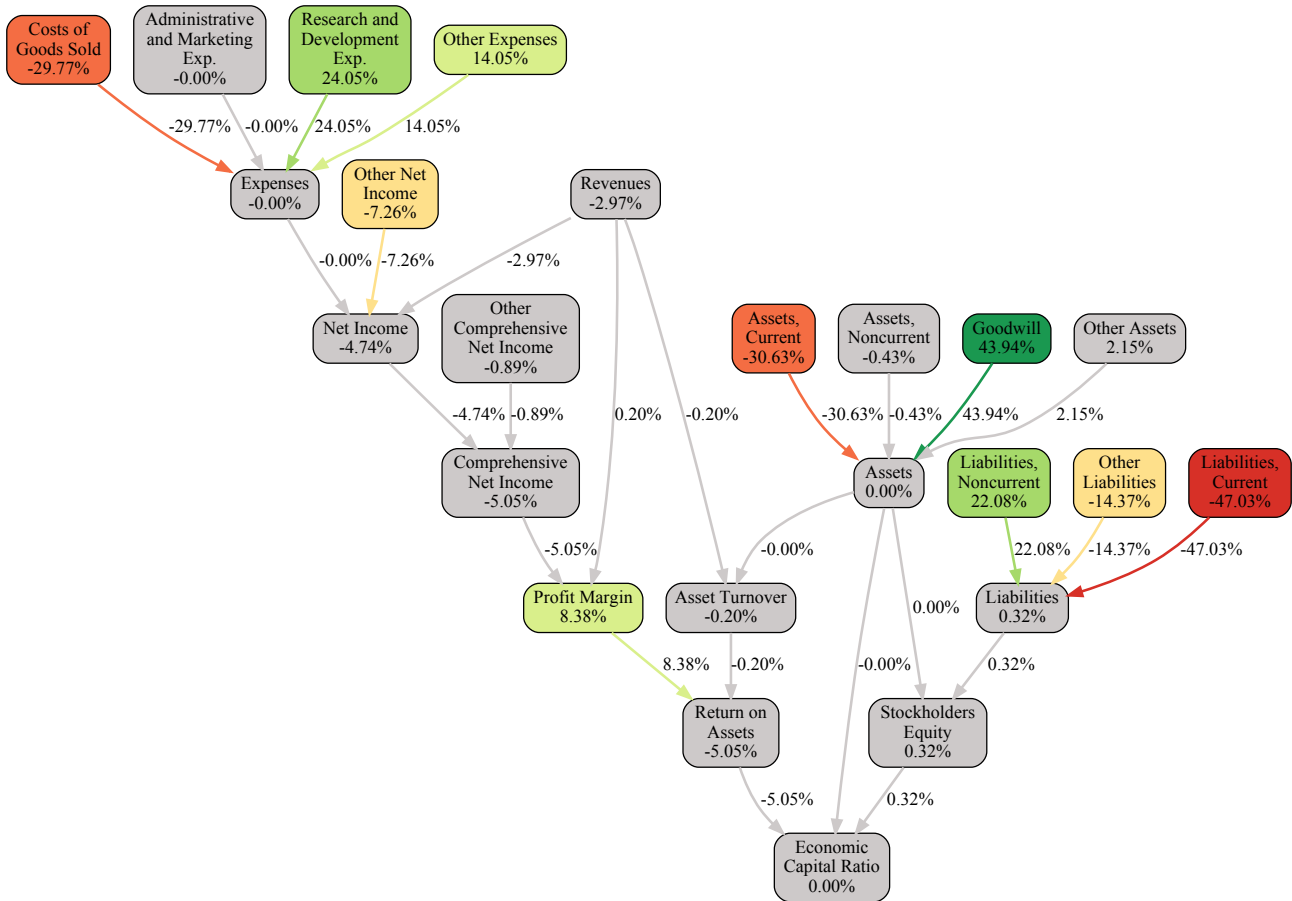 Costs of
Goods Sold
-29.77%
Administrative
and Marketing
Exp.
-0.00%
Research and
Development
Exp.
24.05%
Other Expenses
14.05%
-29.77%
-0.00%
24.05%
14.05%
Expenses
-0.00%
Other Net
Income
-7.26%
Revenues
-2.97%
-0.00%
-7.26%
-2.97%
Net Income
-4.74%
Other
Comprehensive
Net Income
-0.89%
Assets,
Current
-30.63%
Assets,
Noncurrent
-0.43%
Goodwill
43.94%
Other Assets
2.15%
-4.74%
-0.89%
0.20%
-0.20%
-30.63%
-0.43%
43.94%
2.15%
Comprehensive
Net Income
-5.05%
Assets
0.00%
Liabilities,
Noncurrent
22.08%
Other
Liabilities
-14.37%
Liabilities,
Current
-47.03%
-5.05%
-0.00%
22.08%
-14.37%
-47.03%
Profit Margin
8.38%
Asset Turnover
-0.20%
0.00%
Liabilities
0.32%
8.38%
-0.20%
-0.00%
0.32%
Return on
Assets
-5.05%
Stockholders
Equity
0.32%
-5.05%
0.32%
Economic
Capital Ratio
0.00%